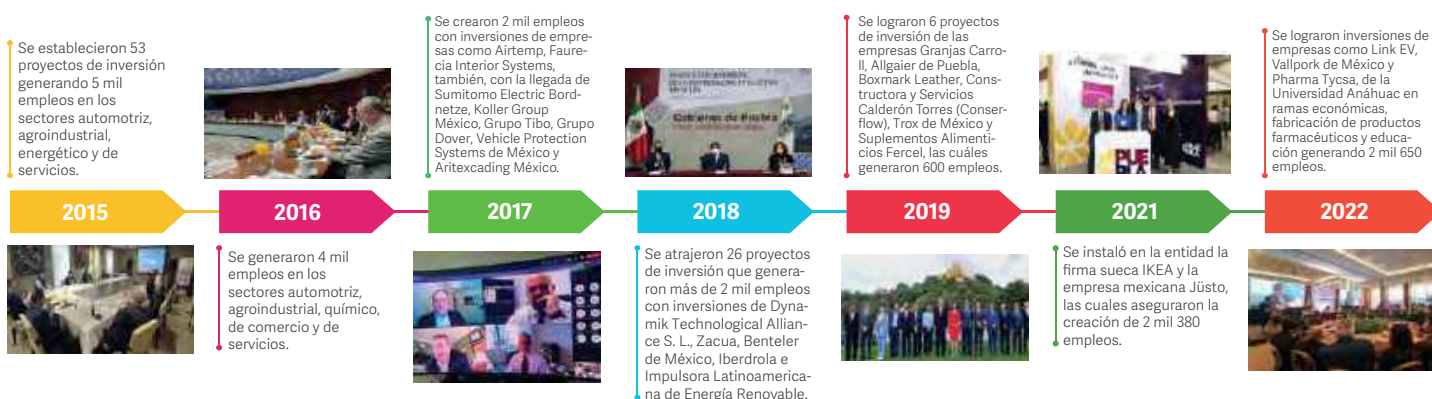 Se establecieron 53
proyectos de inversión
generando 5 mil
empleos en los
sectores automotriz,
agroindustrial,
energético y de
servicios.
2015
2016
Se generaron 4 mil
empleos en los
sectores automotriz,
agroindustrial, químico,
de comercio y de
servicios.
Se crearon 2 mil empleos
con inversiones de empre-
sas como Airtemp, Faure-
cia Interior Systems,
también, con la llegada de
Sumitomo Electric Bord-
netze, Koller Group
México, Grupo Tibo, Grupo
Dover, Vehicle Protection
Systems de México y
Aritexcading México.
2017
Gobierno de Puebla
2018
Se atrajeron 26 proyectos
de inversión que genera-
ron más de 2 mil empleos
con inversiones de Dyna-
mik Technological Allian-
ce S. L., Zacua, Benteler
de México, Iberdrola e
Impulsora Latinoamerica-
na de Energía Renovable.
Se lograron 6 proyectos
de inversión de las
empresas Granjas Carro-
ll, Allgaier de Puebla,
Boxmark Leather, Cons-
tructora y Servicios
Calderón Torres (Conser-
flow), Trox de México y
Suplementos Alimenti-
cios Fercel, las cuáles
generaron 600 empleos.
2019
PUE
2021
Se instaló en la entidad la
firma sueca IKEA y la
empresa mexicana Jüsto,
las cuales aseguraron la
creación de 2 mil 380
empleos.
Se lograron inversiones de
empresas como Link EV,
Vallpork de México y
Pharma Tycsa, de la
Universidad Anáhuac en
ramas económicas,
fabricación de productos
farmacéuticos y educa-
ción generando 2 mil 650
empleos.
2022